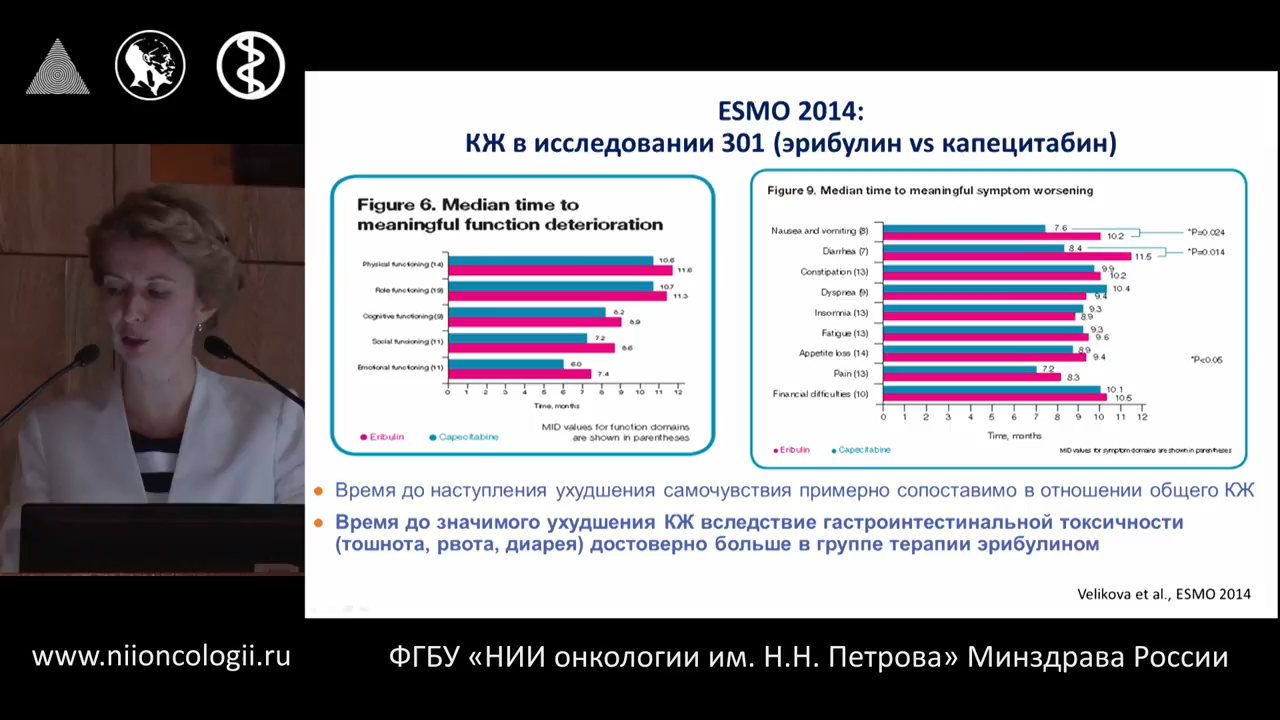 ESMO 2014:
КЖ в исследовании 301 (эрибулин vs капецитабин)
Figure 6. Median time to
meaningful function deterioration
Physical functioning (14)
10.6
11.6
Role functioning (19)
10.7
11.3
Cognitive functioning (9)
8.2
8.9
Social functioning (11)
7.2
8.6
Emotional functioning (11)
6.0
7.4
0 1 2 3 4 5 6 7 8 9 10 11 12
Time, months
MID values for function domains
are shown in parentheses
Eribulin Capecitabine
Figure 9. Median time to meaningful symptom worsening
Nausea and vomiting (8)
7.6
10.2
*P=0.024
Diarrhea (7)
8.4
11.5
*P=0.014
Constipation (13)
9.9
10.2
Dyspnea (9)
10.4
9.4
Insomnia (13)
9.3
8.9
Fatigue (13)
9.3
9.6
Appetite loss (14)
8.9
9.4
*P<0.05
Pain (13)
7.2
8.3
Financial difficulties (10)
10.1
10.5
0 1 2 3 4 5 6 7 8 9 10 11 12
Time, months
Eribulin Capecitabine
MID values for symptom domains are shown in parentheses
Время до наступления ухудшения самочувствия примерно сопоставимо в отношении общего КЖ
Время до значимого ухудшения КЖ вследствие гастроинтестинальной токсичности
(тошнота, рвота, диарея) достоверно больше в группе терапии эрибулином
Velikova et al., ESMO 2014
www.niioncologii.ru
ФГБУ «НИИ онкологии им. Н.Н. Петрова» Минздрава России